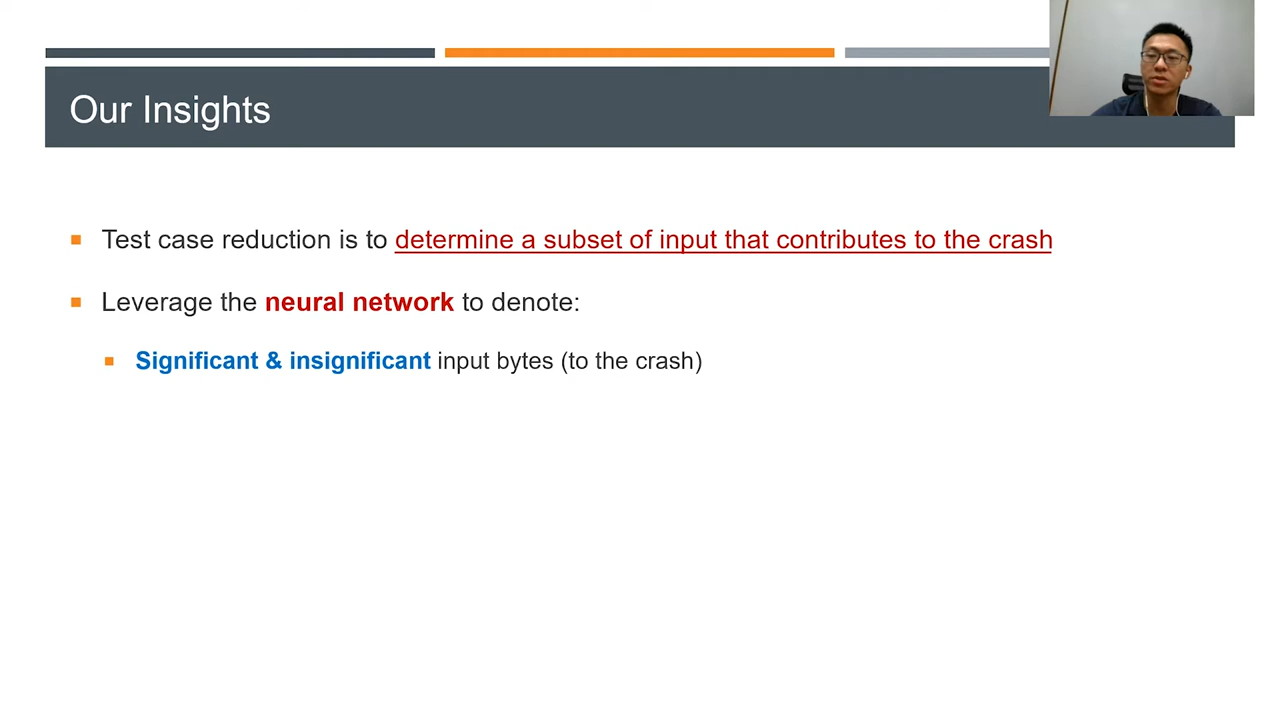 Our Insights
Test case reduction is to determine a subset of input that contributes to the crash
Leverage the neural network to denote:
Significant & insignificant input bytes (to the crash)